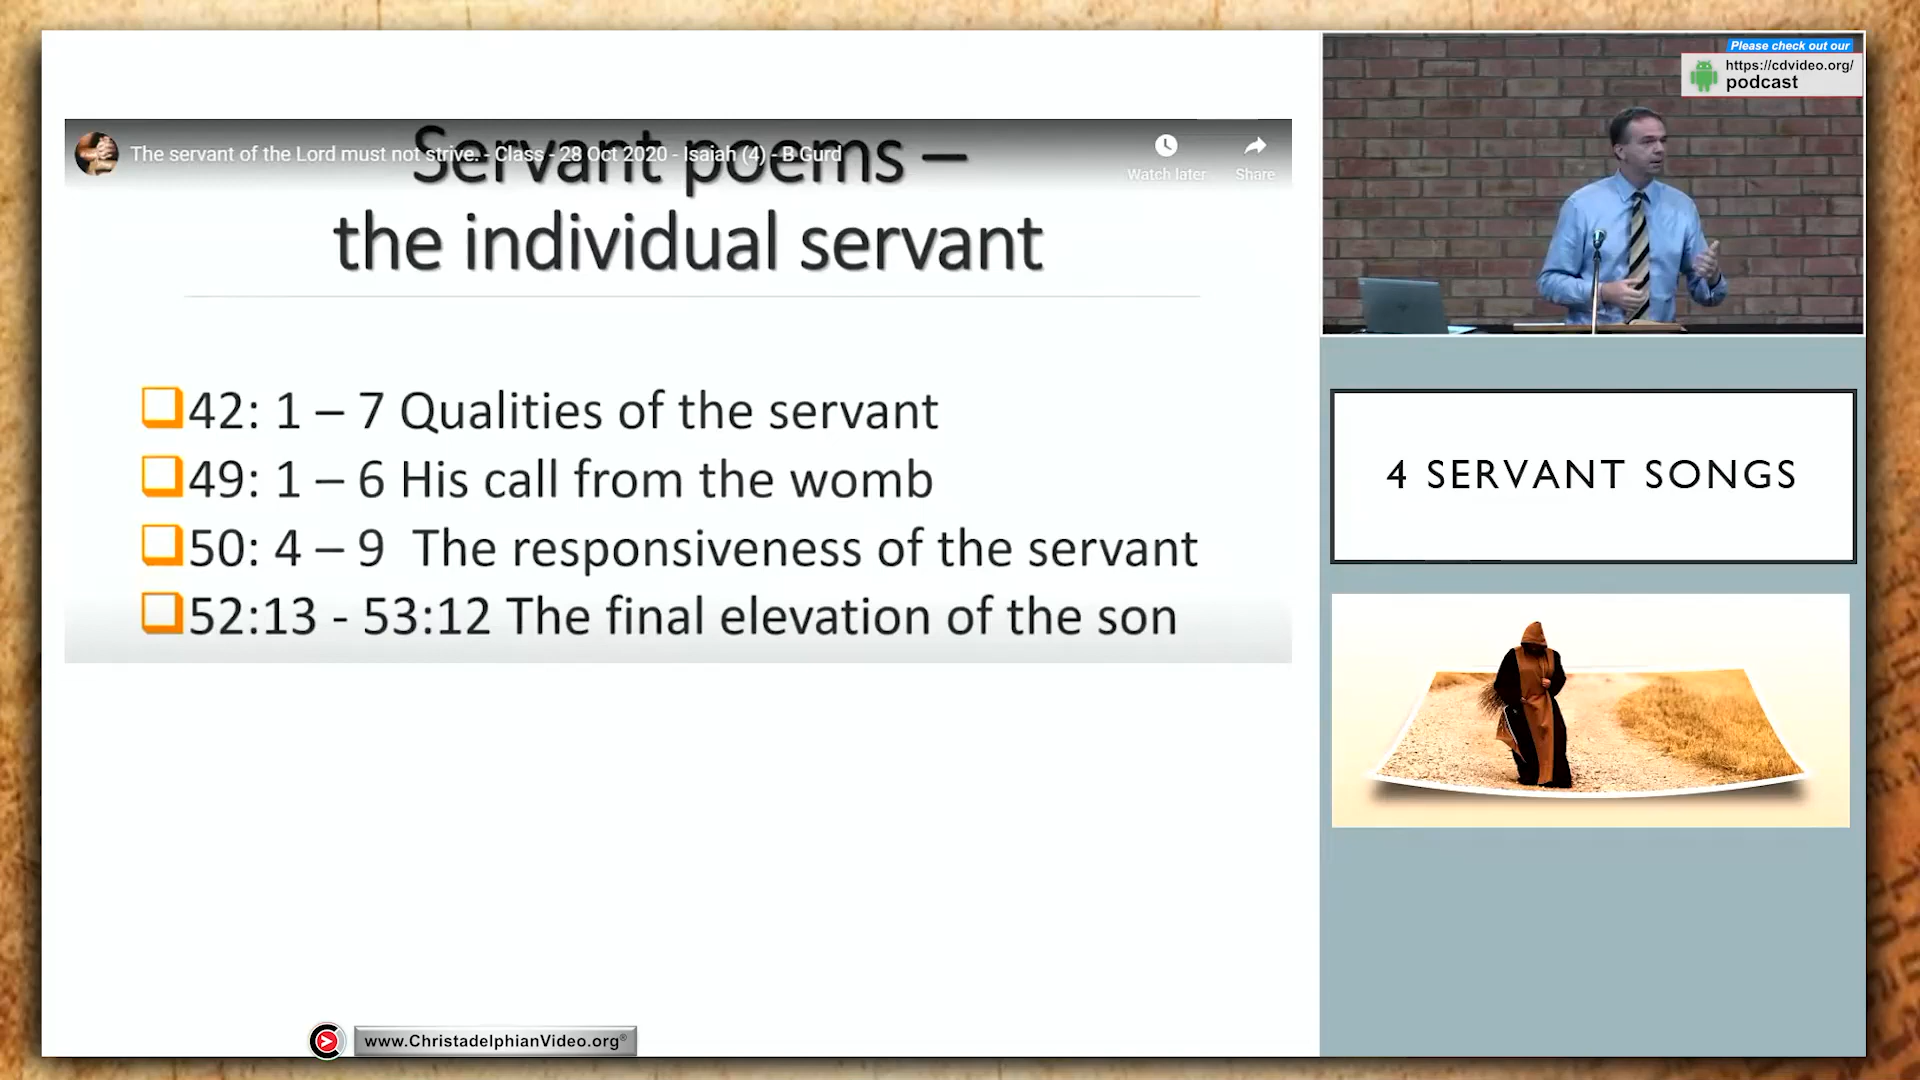 Servant poems –
The servant of the Lord must not strive. - Class - 28 Oct 2020 - Isaiah (4) - B Gurd
Watch later
Share
the individual servant
42: 1 – 7 Qualities of the servant
49: 1 – 6 His call from the womb
50: 4 – 9 The responsiveness of the servant
52:13 - 53:12 The final elevation of the son
Please check out our
https://cdvideo.org/
podcast
4 SERVANT SONGS
www.ChristadelphianVideo.org®